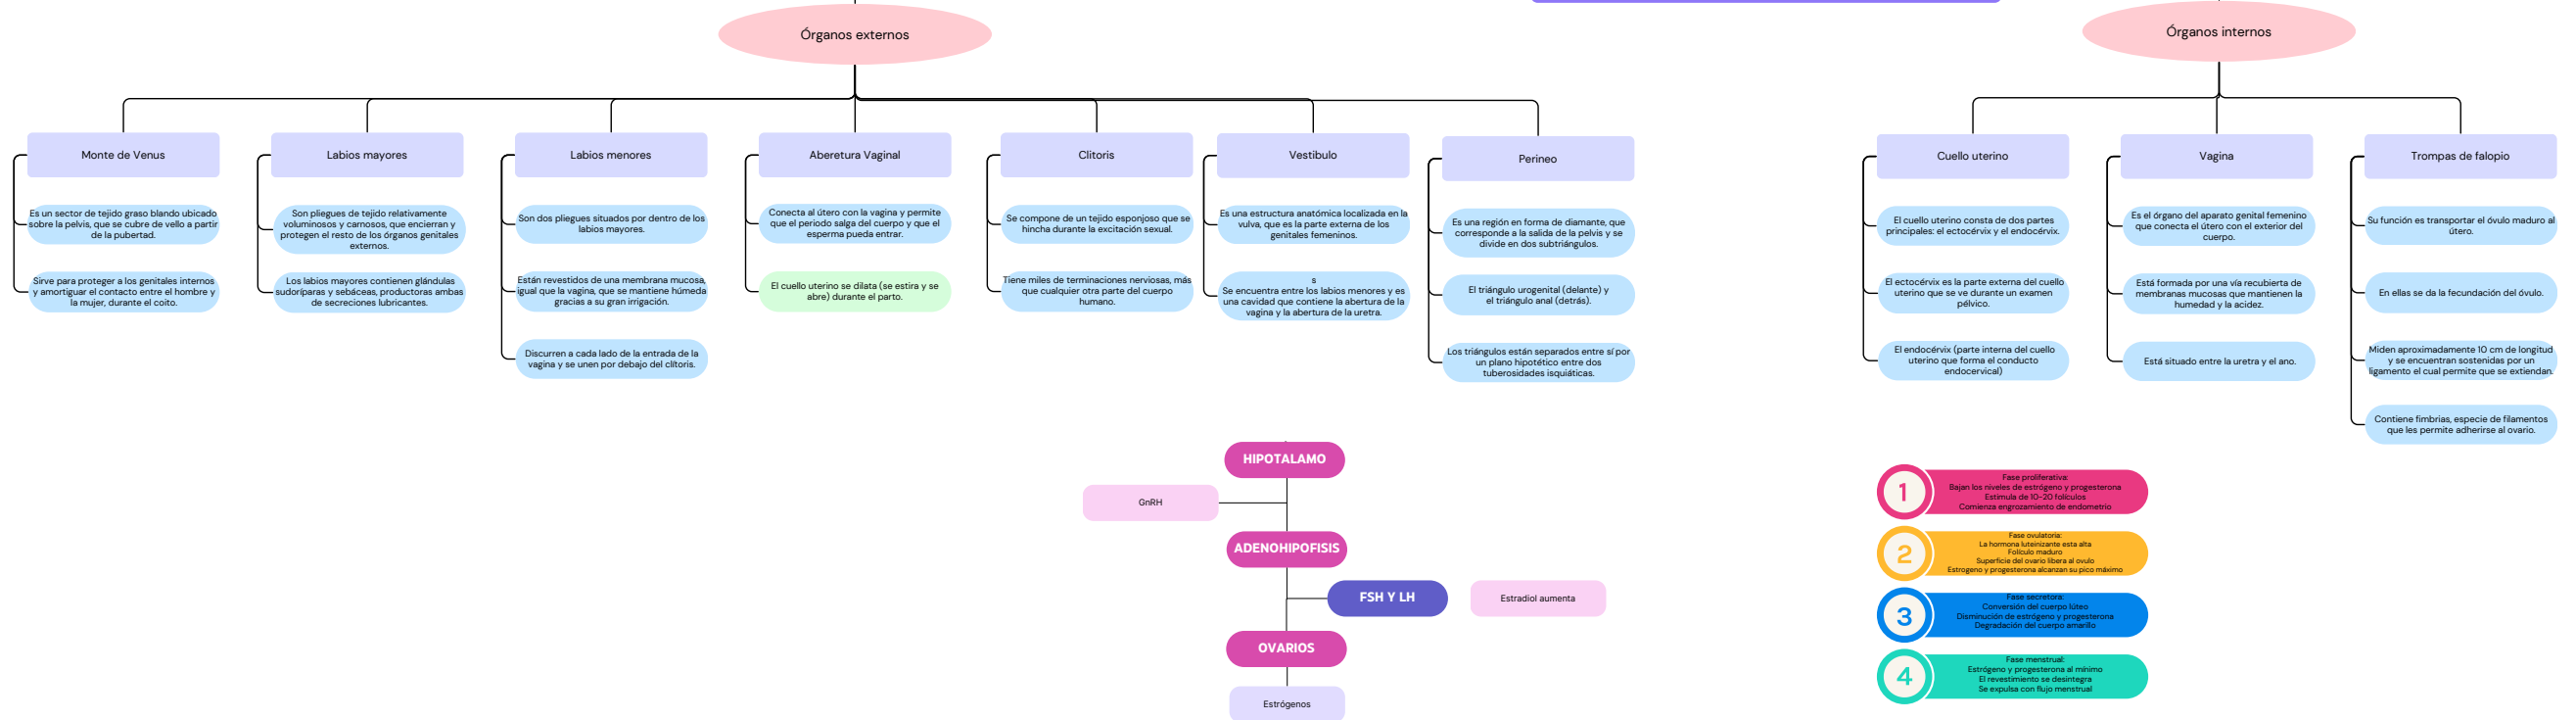 Órganos externos
Monte de Venus
Es un sector de tejido graso blando ubicado
sobre la pelvis, que se cubre de vello a partir
de la pubertad.
Sirve para proteger a los genitales internos
y amortiguar el contacto entre el hombre y
la mujer, durante el coito.
Labios mayores
Son pliegues de tejido relativamente
voluminosos y carnosos, que encierran y
protegen el resto de los órganos genitales
externos.
Los labios mayores contienen glándulas
sudoríparas y sebáceas, productoras ambas
de secreciones lubricantes.
Labios menores
Son dos pliegues situados por dentro de los
labios mayores.
Están revestidos de una membrana mucosa,
igual que la vagina, que se mantiene húmeda
gracias a su gran irrigación.
Discurren a cada lado de la entrada de la
vagina y se unen por debajo del clítoris.
Aberetura Vaginal
Conecta al útero con la vagina y permite
que el periodo salga del cuerpo y que el
esperma pueda entrar.
El cuello uterino se dilata (se estira y se
abre) durante el parto.
Clitoris
Se compone de un tejido esponjoso que se
hincha durante la excitación sexual.
Tiene miles de terminaciones nerviosas, más
que cualquier otra parte del cuerpo
humano.
Vestibulo
Es una estructura anatómica localizada en la
vulva, que es la parte externa de los
genitales femeninos.
s
Se encuentra entre los labios menores y es
una cavidad que contiene la abertura de la
vagina y la abertura de la uretra.
Perineo
Es una región en forma de diamante, que
corresponde a la salida de la pelvis y se
divide en dos subtriángulos.
El triángulo urogenital (delante) y
el triángulo anal (detrás).
Los triángulos están separados entre sí por
un plano hipotético entre dos
tuberosidades isquiáticas.
Órganos internos
Cuello uterino
El cuello uterino consta de dos partes
principales: el ectocérvix y el endocérvix.
El ectocérvix es la parte externa del cuello
uterino que se ve durante un examen
pélvico.
El endocérvix (parte interna del cuello
uterino que forma el conducto
endocervical)
Vagina
Es el órgano del aparato genital femenino
que conecta el útero con el exterior del
cuerpo.
Está formada por una vía recubierta de
membranas mucosas que mantienen la
humedad y la acidez.
Está situado entre la uretra y el ano.
Trompas de falopio
Su función es transportar el óvulo maduro al
útero.
En ellas se da la fecundación del óvulo.
Miden aproximadamente 10 cm de longitud
y se encuentran sostenidas por un
ligamento el cual permite que se extiendan.
Contiene fimbrias, especie de filamentos
que les permite adherirse al ovario.
HIPOTALAMO
GnRH
ADENOHIPOFISIS
FSH Y LH
Estradiol aumenta
OVARIOS
Estrógenos
1
Fase proliferativa:
Bajan los niveles de estrógeno y progesterona
Estimula de 10-20 folículos
Comienza engrozamiento de endometrio
2
Fase ovulatoria:
La hormona luteinizante esta alta
Folículo maduro
Superficie del ovario libera al ovulo
Estrogeno y progesterona alcanzan su pico máximo
3
Fase secretora:
Conversión del cuerpo lúteo
Disminución de estrógeno y progesterona
Degradación del cuerpo amarillo
4
Fase menstrual:
Estrógeno y progesterona al mínimo
El revestimiento se desintegra
Se expulsa con flujo menstrual